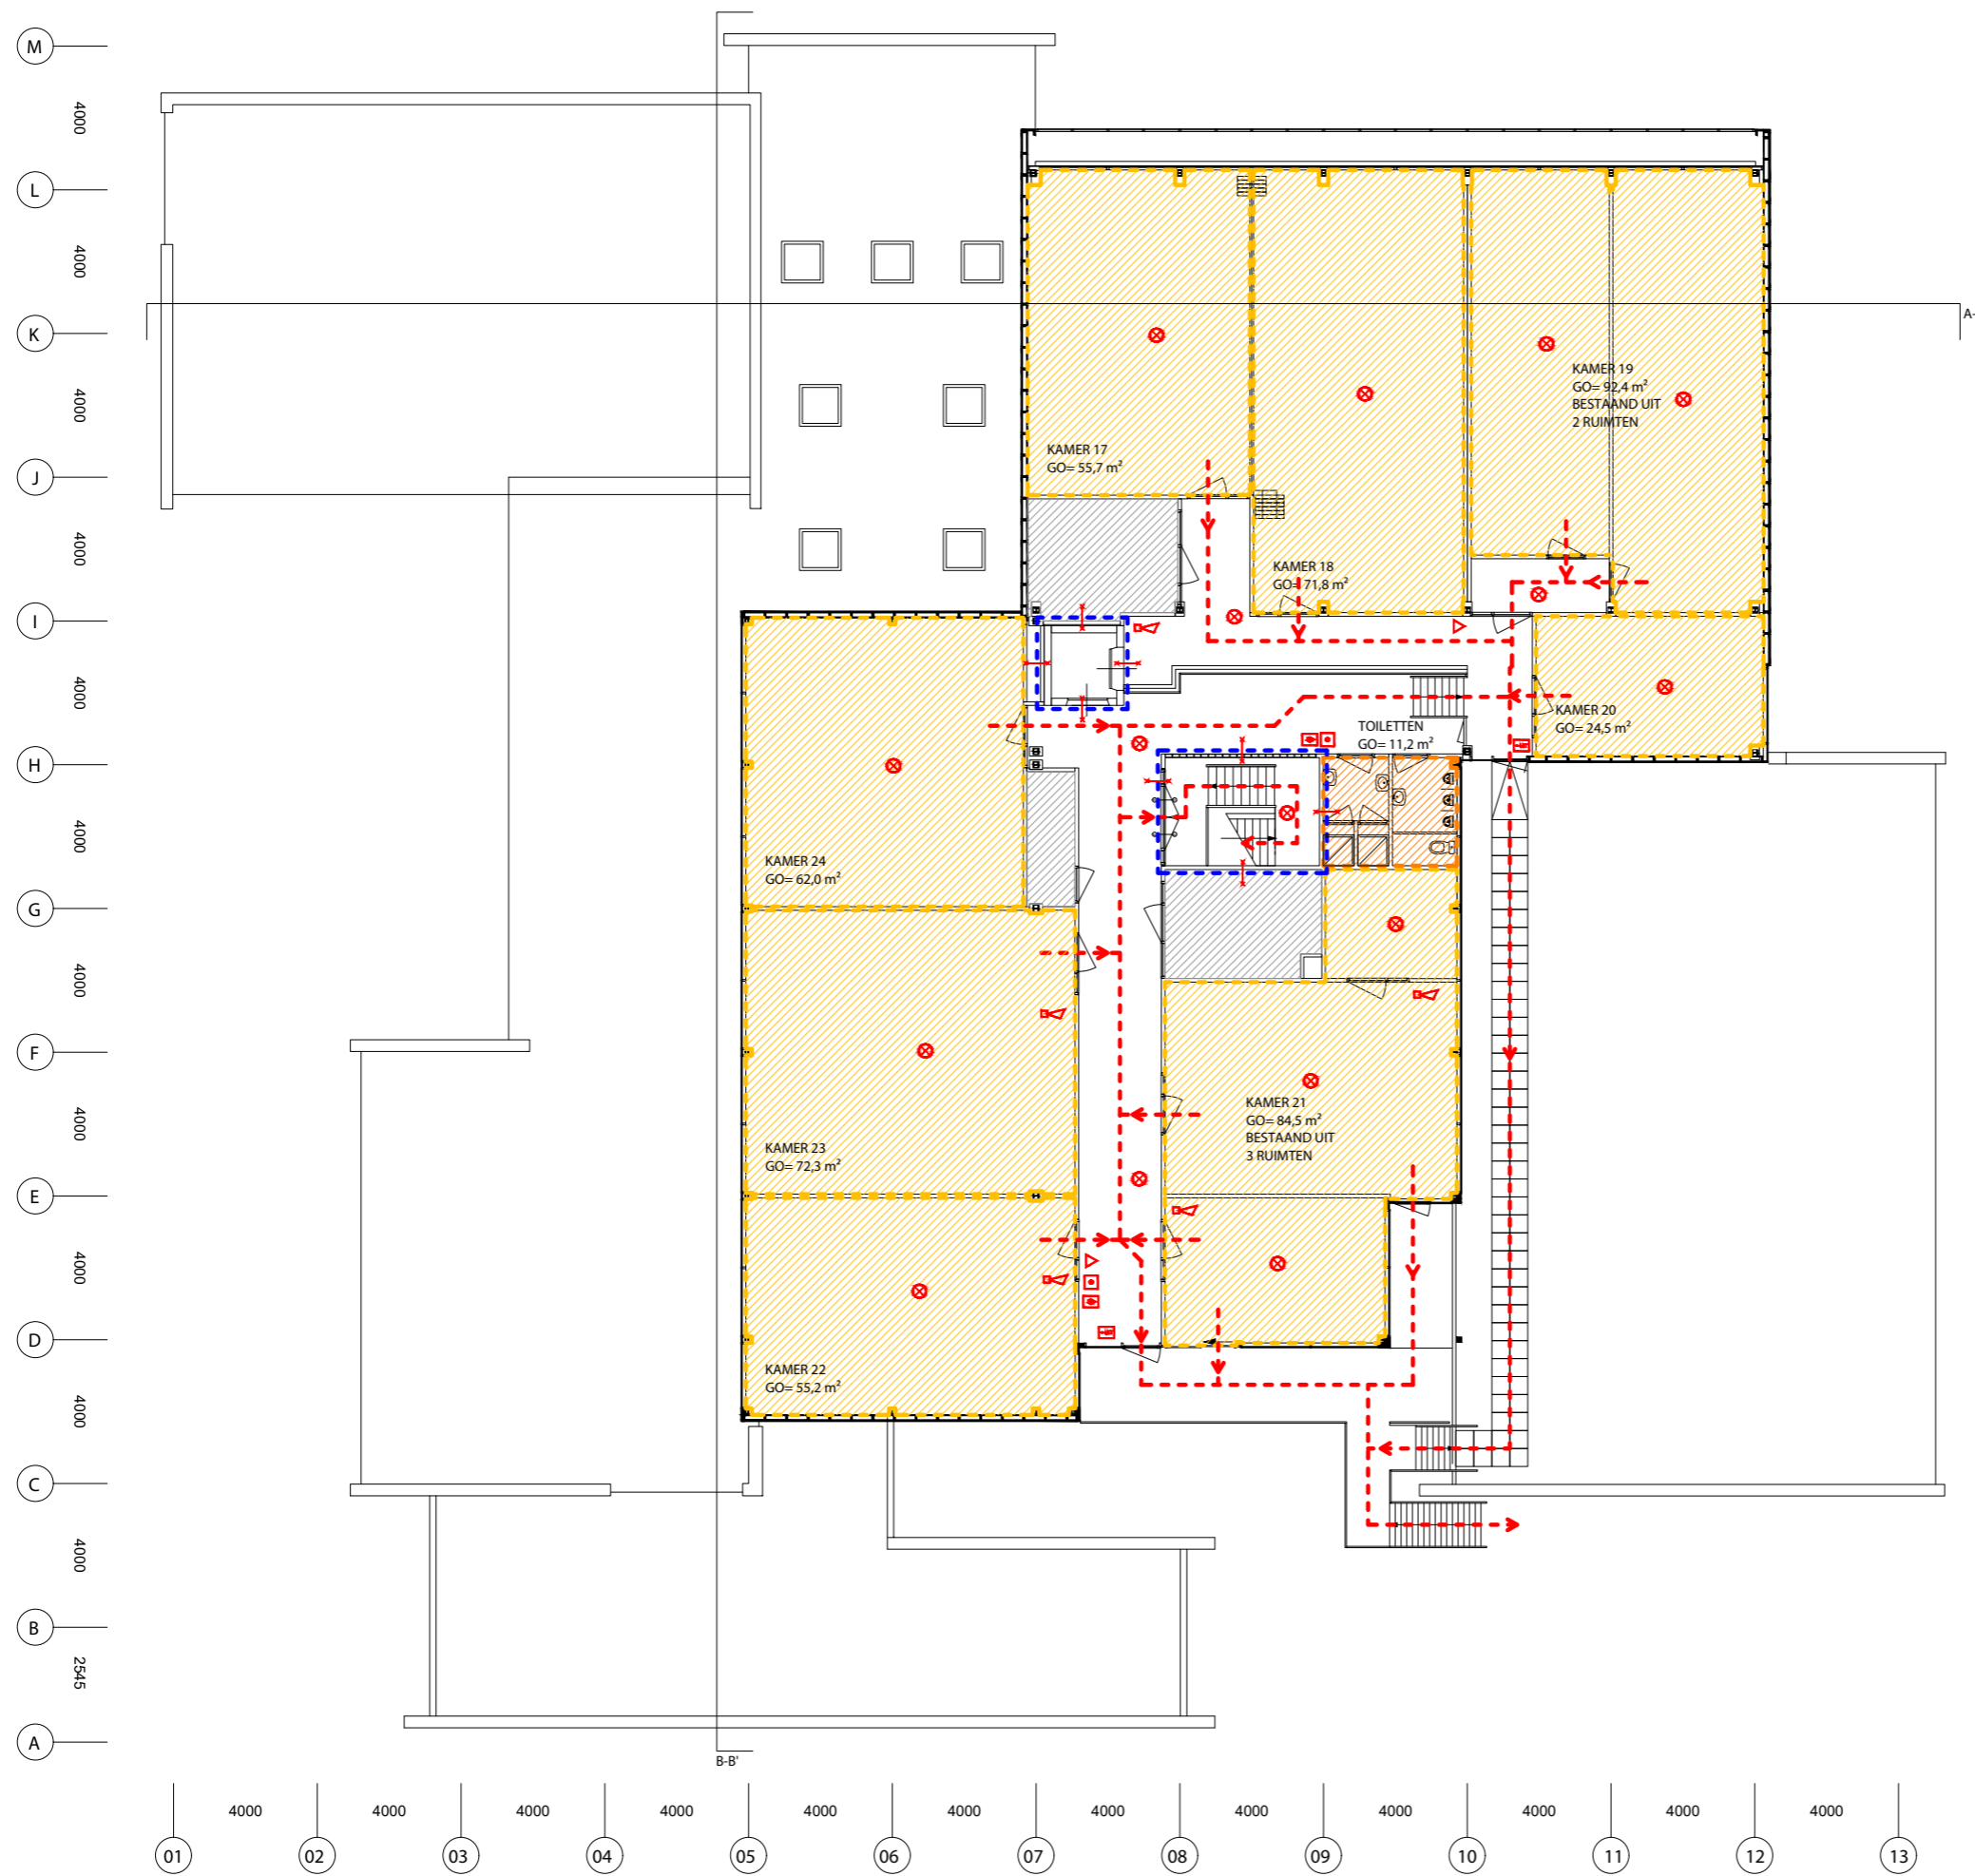 M
4000
L
4000
K
4000
J
4000
I
4000
H
4000
G
4000
F
4000
E
4000
D
4000
C
4000
B
2545
A
A-
KAMER 19
GO= 92,4 m²
BESTAAND UIT
2 RUIMTEN
KAMER 17
GO= 55,7 m²
KAMER 18
GO= 71,8 m²
KAMER 20
GO= 24,5 m²
TOILETTEN
GO= 11,2 m²
KAMER 24
GO= 62,0 m²
KAMER 21
GO= 84,5 m²
BESTAAND UIT
3 RUIMTEN
KAMER 23
GO= 72,3 m²
KAMER 22
GO= 55,2 m²
B-B'
4000 4000 4000 4000 4000 4000 4000 4000 4000 4000 4000 4000
01 02 03 04 05 06 07 08 09 10 11 12 13